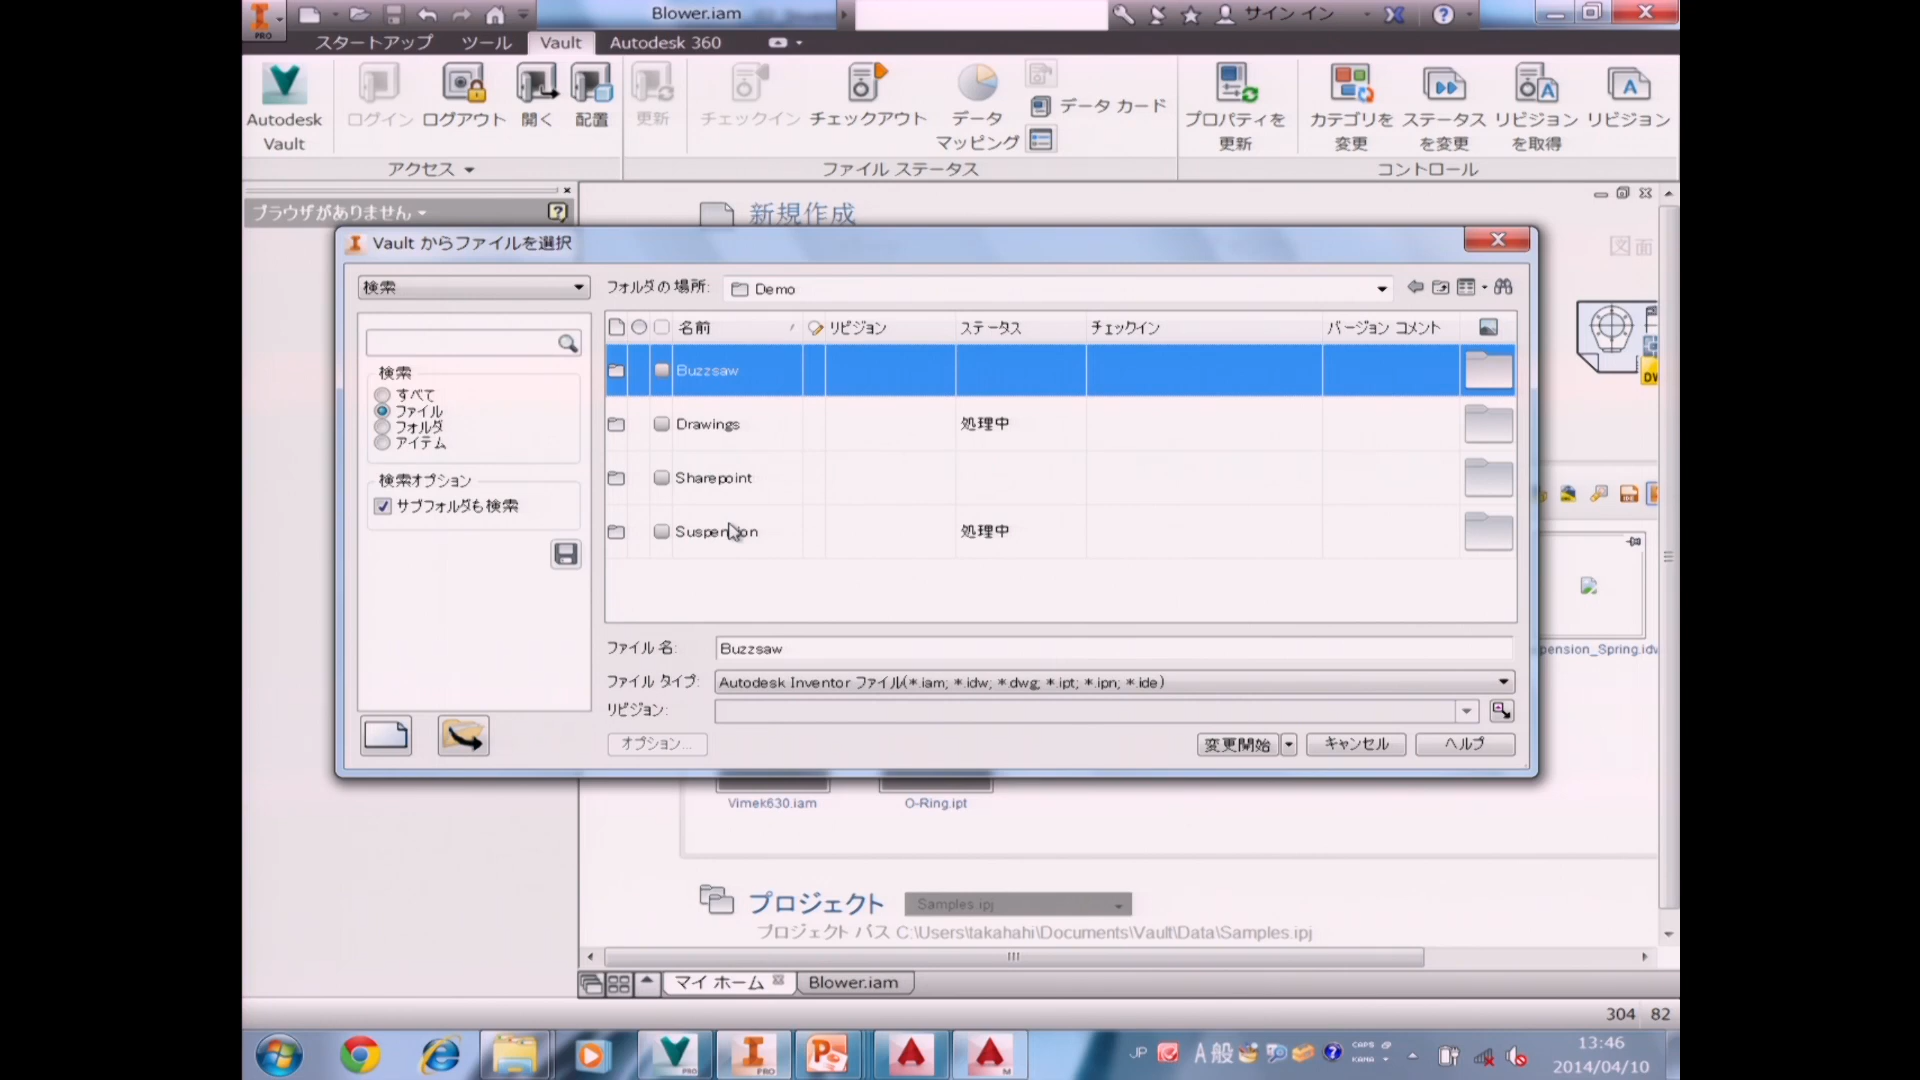 Blower.iam
サイン イン
PRO
スタートアップ ツール Vault Autodesk 360
Autodesk Vault
ログイン
ログアウト
開く
配置
更新
チェックイン
チェックアウト
データ マッピング
データ カード
プロパティを更新
カテゴリを変更
ステータスを変更
リビジョンを取得
リビジョン
アクセス
ファイル ステータス
コントロール
ブラウザがありません
新規作成
図面
Vault からファイルを選択
検索
フォルダの場所: Demo
名前 リビジョン ステータス チェックイン バージョン コメント
Buzzsaw
Drawings 処理中
Sharepoint
Suspension 処理中
検索
すべて
ファイル
フォルダ
アイテム
検索オプション
サブフォルダも検索
ファイル名: Buzzsaw
ファイル タイプ: Autodesk Inventor ファイル(*.iam; *.idw; *.dwg; *.ipt; *.ipn; *.ide)
リビジョン:
オプション...
変更開始 キャンセル ヘルプ
pension_Spring.idw
Vimek630.iam
O-Ring.ipt
プロジェクト Samples.ipj
プロジェクト パス C:\Users\takahahi\Documents\Vault\Data\Samples.ipj
マイ ホーム Blower.iam
304 82
JP A般 CAPS KANA
13:46
2014/04/10